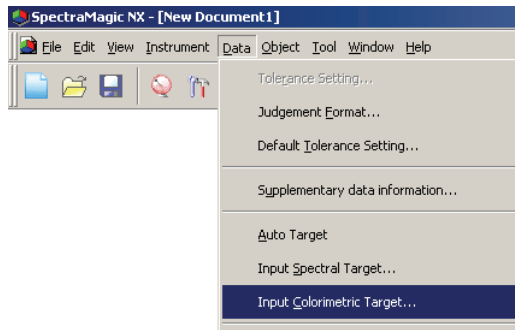 SpectraMagic NX - [New Document1]
File Edit View Instrument Data Object Tool Window Help
Tolerance Setting...
Judgement Format...
Default Tolerance Setting...
Supplementary data information...
Auto Target
Input Spectral Target...
Input Colorimetric Target...